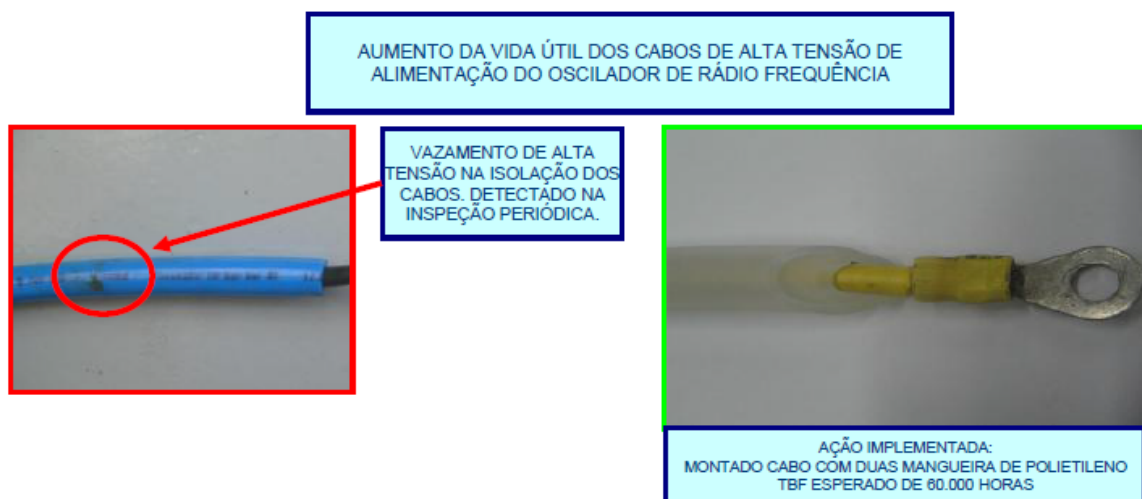 AUMENTO DA VIDA ÚTIL DOS CABOS DE ALTA TENSÃO DE
ALIMENTAÇÃO DO OSCILADOR DE RÁDIO FREQUÊNCIA
VAZAMENTO DE ALTA
TENSÃO NA ISOLAÇÃO DOS
CABOS. DETECTADO NA
INSPEÇÃO PERIÓDICA.
AÇÃO IMPLEMENTADA:
MONTADO CABO COM DUAS MANGUEIRA DE POLIETILENO
TBF ESPERADO DE 60.000 HORAS